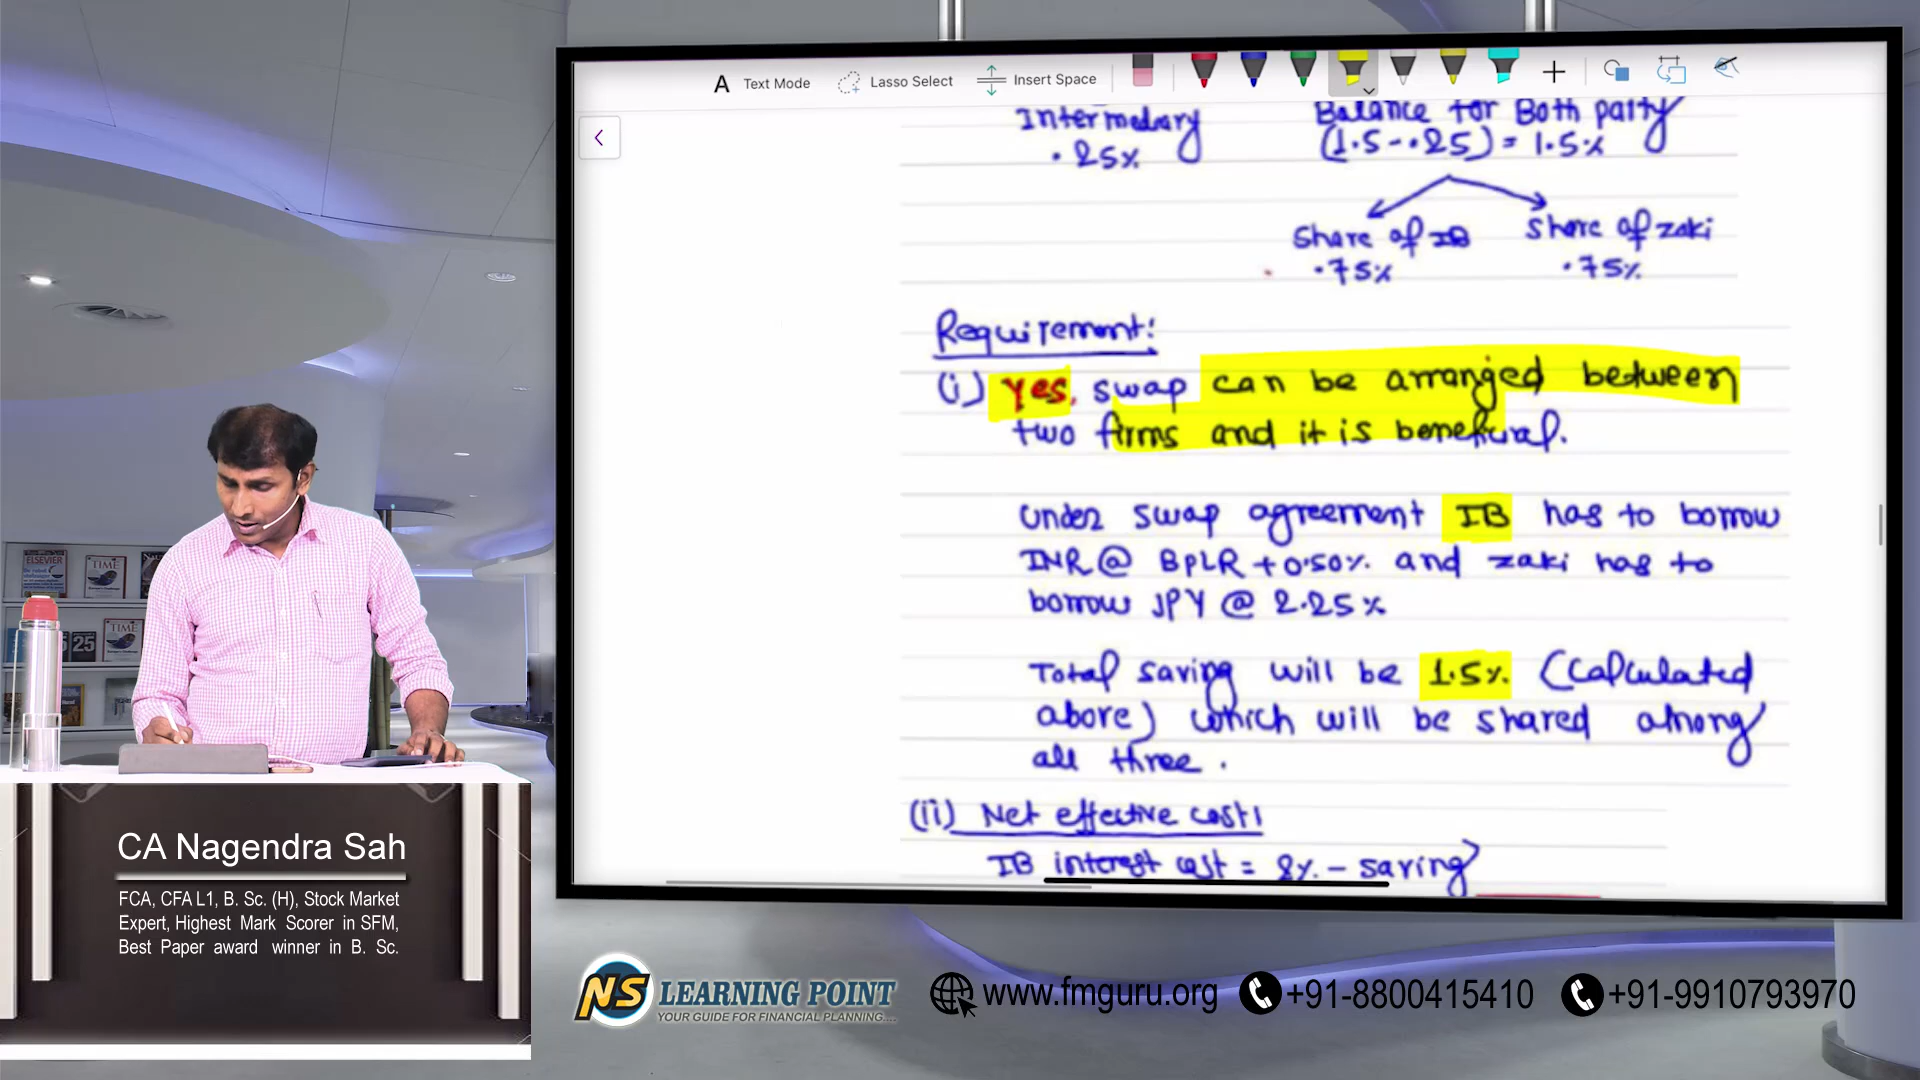 A Text Mode
Lasso Select
Insert Space
Intermediary
.25%
Balance for Both party
(1.5-.25) = 1.5%
Share of IB
.75%
Share of Zaki
.75%
Requirement:
(i) Yes, swap can be arranged between
two firms and it is beneficial.
Under swap agreement IB has to borrow
INR @ BPLR + 0.50% and Zaki has to
borrow JPY @ 2.25%
Total saving will be 1.5% (calculated
above) which will be shared among
all three.
(ii) Net effective cost:
IB interest cost = 8% - saving
ELSEVIER
TIME
25
TIME
CA Nagendra Sah
FCA, CFA L1, B. Sc. (H), Stock Market
Expert, Highest Mark Scorer in SFM,
Best Paper award winner in B. Sc.
NS LEARNING POINT
YOUR GUIDE FOR FINANCIAL PLANNING....
www.fmguru.org
+91-8800415410
+91-9910793970